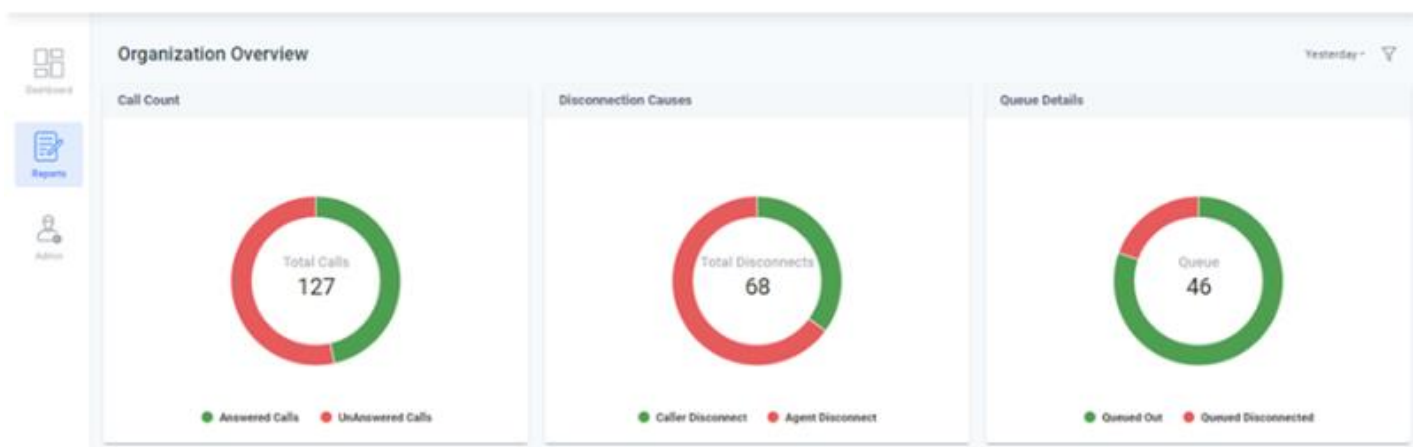 Organization Overview
Yesterday
Dashboard
Reports
Admin
Call Count
Disconnection Causes
Queue Details
Total Calls
127
Total Disconnects
68
Queue
46
Answered Calls
UnAnswered Calls
Caller Disconnect
Agent Disconnect
Queued Out
Queued Disconnected